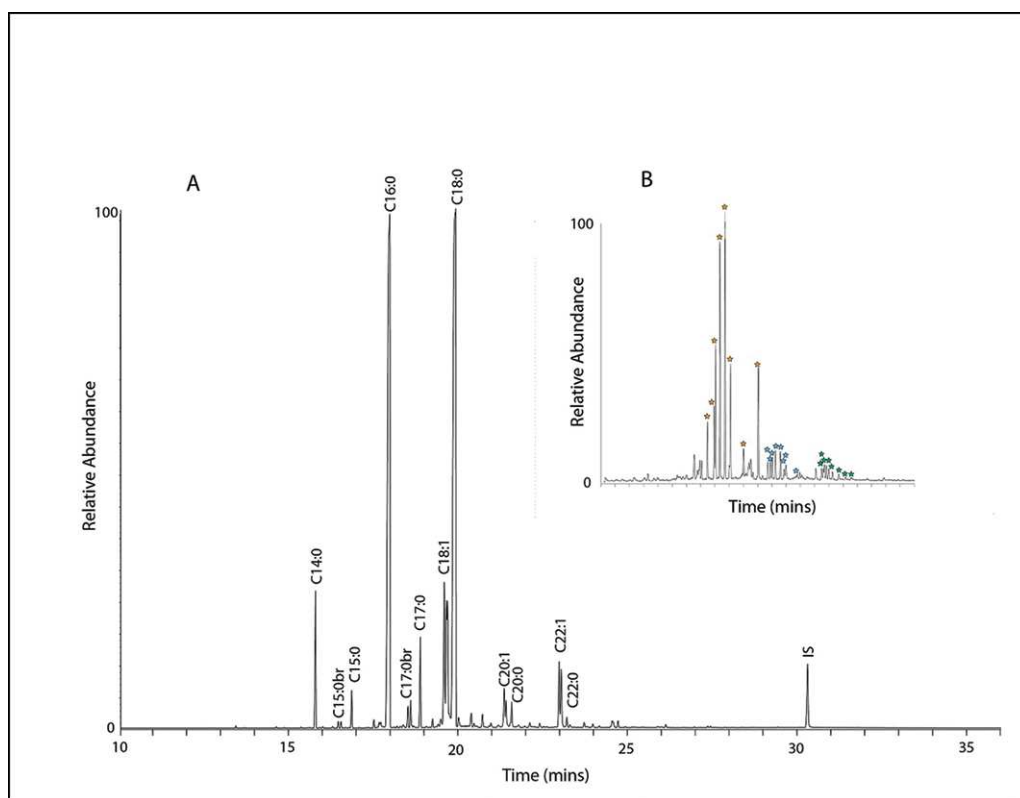 A
100
Relative Abundance
0
10
15
20
25
30
35
Time (mins)
C14:0
C15:0br
C15:0
C16:0
C17:0br
C17:0
C18:1
C18:0
C20:1
C20:0
C22:1
C22:0
IS
B
100
Relative Abundance
0
Time (mins)